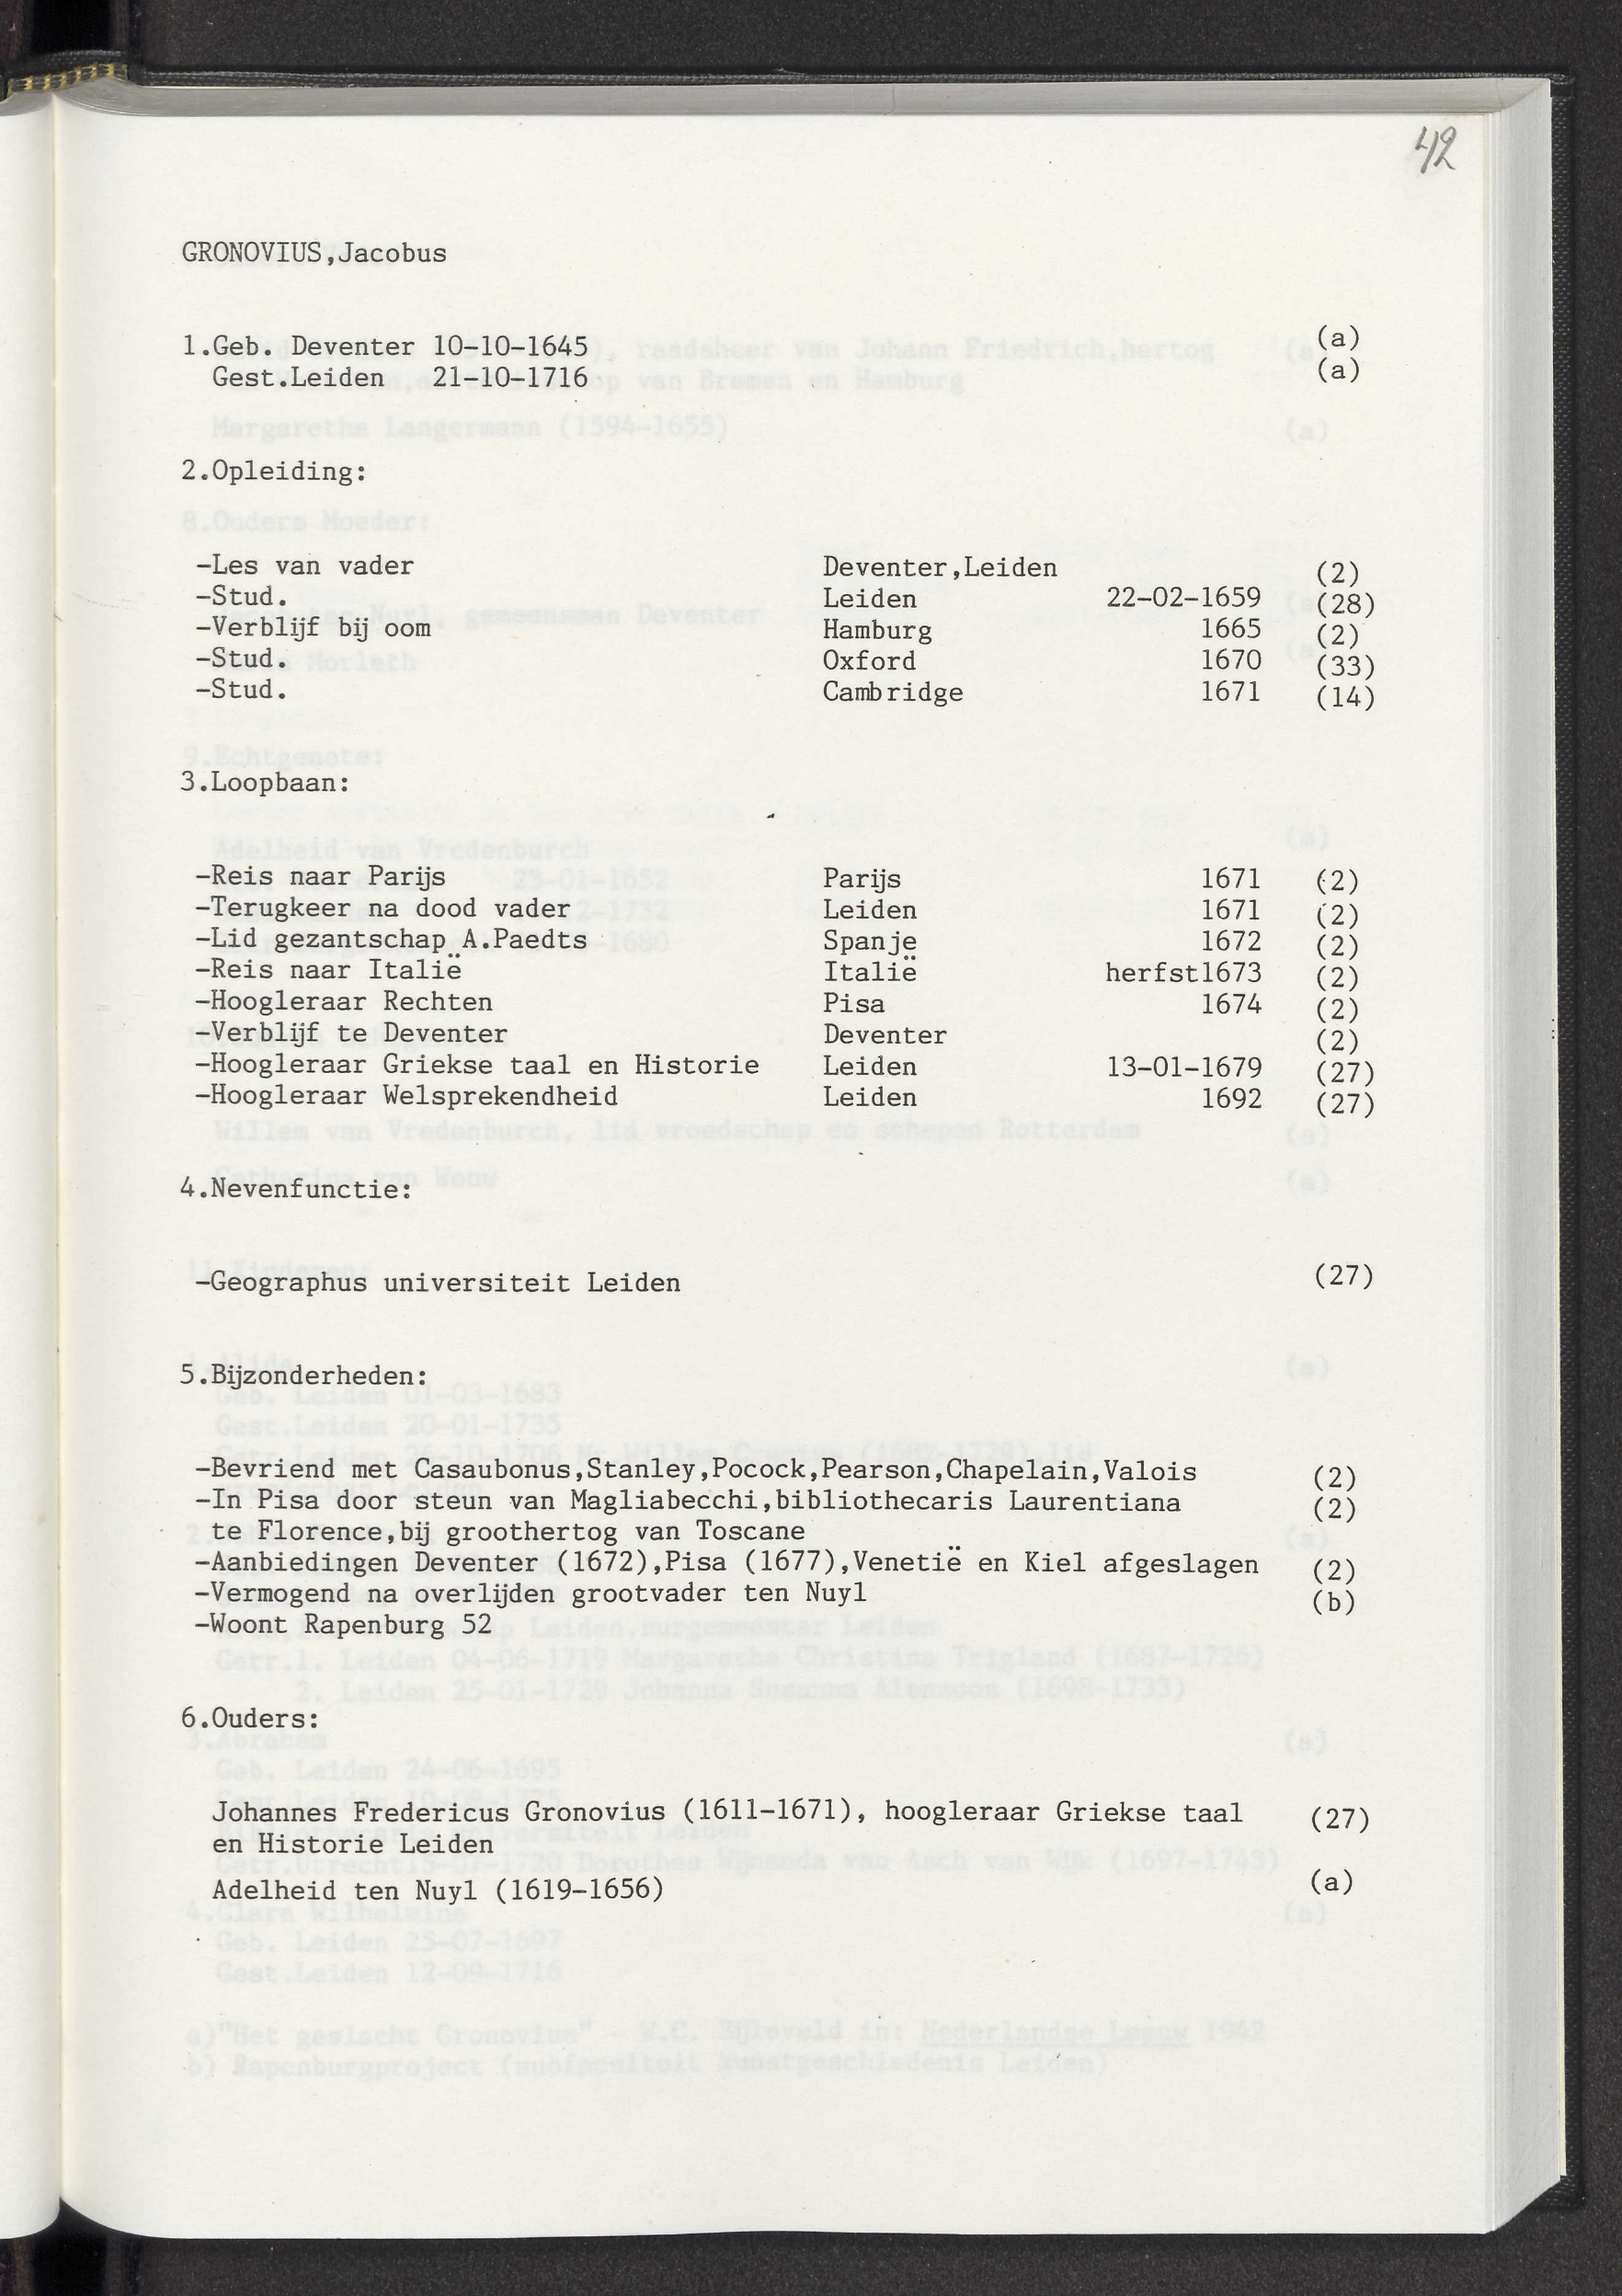 42
GRONOVIUS,Jacobus
1.Geb. Deventer 10-10-1645 (a)
Gest.Leiden 21-10-1716 (a)
2.Opleiding:
-Les van vader Deventer,Leiden (2)
-Stud. Leiden 22-02-1659 (28)
-Verblijf bij oom Hamburg 1665 (2)
-Stud. Oxford 1670 (33)
-Stud. Cambridge 1671 (14)
3.Loopbaan:
-Reis naar Parijs Parijs 1671 (2)
-Terugkeer na dood vader Leiden 1671 (2)
-Lid gezantschap A.Paedts Spanje 1672 (2)
-Reis naar Italië Italië herfst1673 (2)
-Hoogleraar Rechten Pisa 1674 (2)
-Verblijf te Deventer Deventer (2)
-Hoogleraar Griekse taal en Historie Leiden 13-01-1679 (27)
-Hoogleraar Welsprekendheid Leiden 1692 (27)
4.Nevenfunctie:
-Geographus universiteit Leiden (27)
5.Bijzonderheden:
-Bevriend met Casaubonus,Stanley,Pocock,Pearson,Chapelain,Valois (2)
-In Pisa door steun van Magliabecchi,bibliothecaris Laurentiana (2)
te Florence,bij groothertog van Toscane
-Aanbiedingen Deventer (1672),Pisa (1677),Venetië en Kiel afgeslagen (2)
-Vermogend na overlijden grootvader ten Nuyl (b)
-Woont Rapenburg 52
6.Ouders:
Johannes Fredericus Gronovius (1611-1671), hoogleraar Griekse taal (27)
en Historie Leiden
Adelheid ten Nuyl (1619-1656) (a)